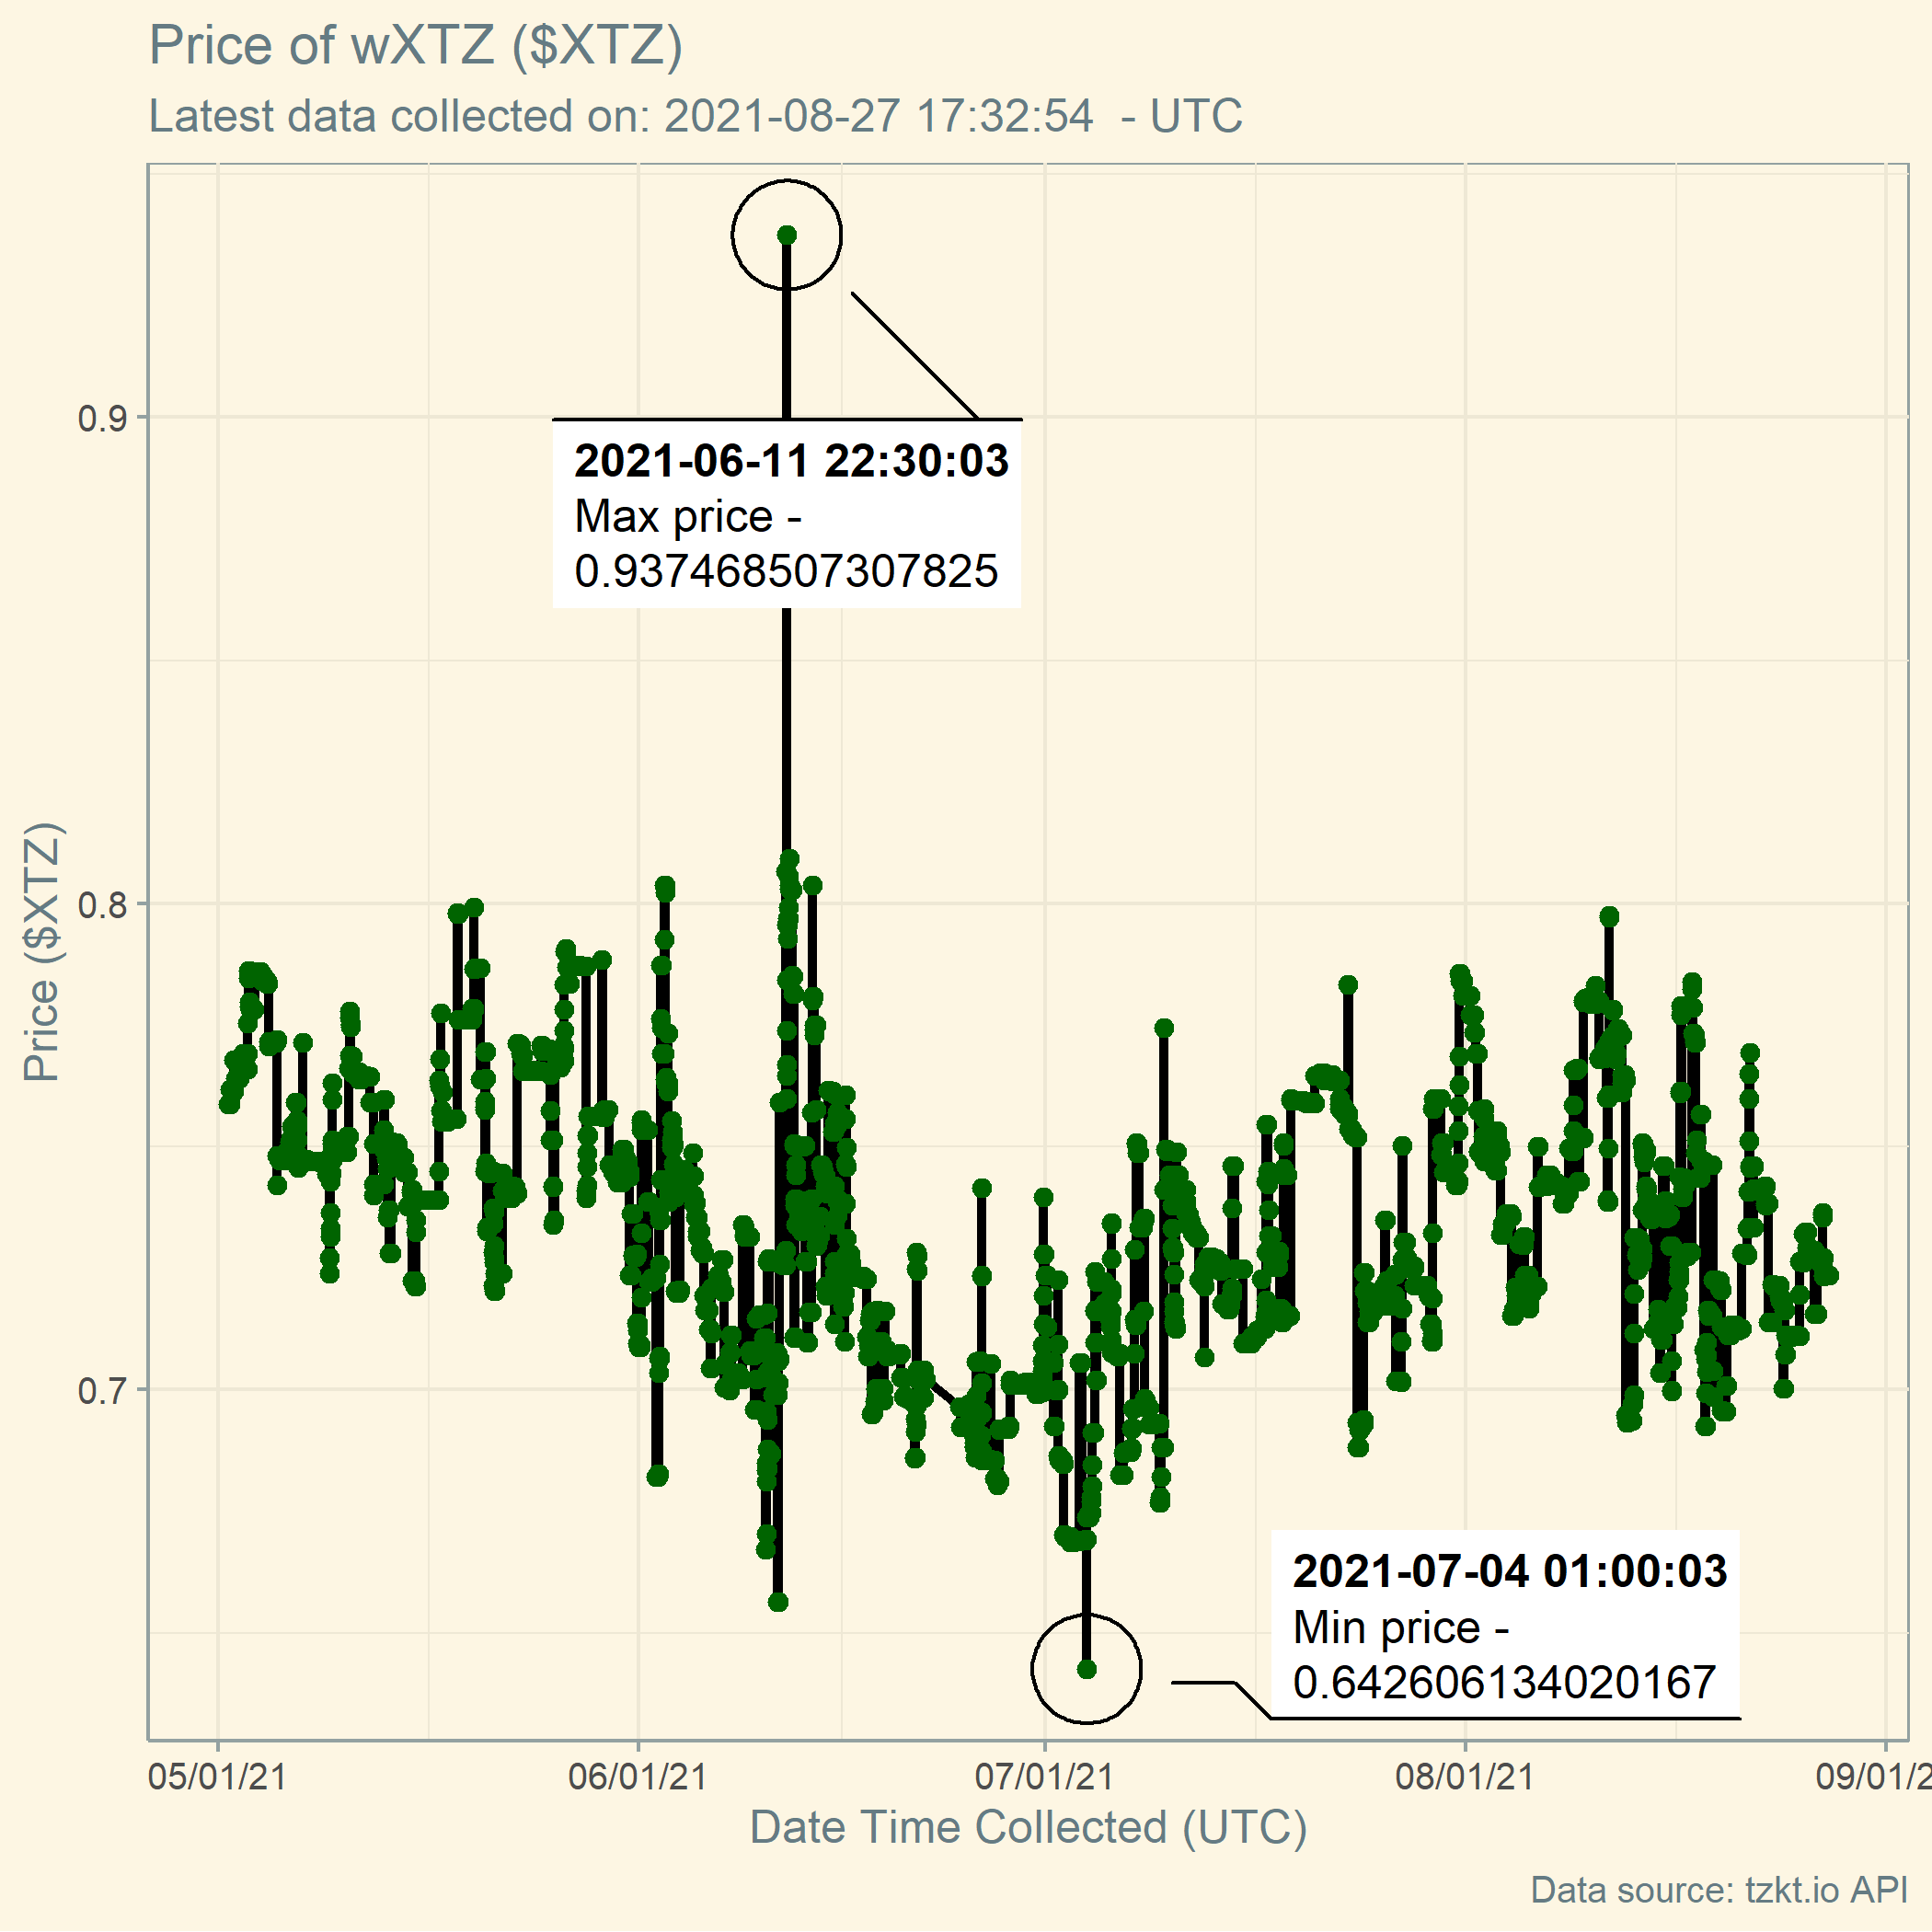 Price of wXTZ ($XTZ)
Latest data collected on: 2021-08-27 17:32:54  - UTC
2021-06-11 22:30:03
Max price -
0.937468507307825
0.9
0.8
0.7
Price ($XTZ)
2021-07-04 01:00:03
Min price -
0.642606134020167
05/01/21 06/01/21 07/01/21 08/01/21 09/01/2
Date Time Collected (UTC)
Data source: tzkt.io API